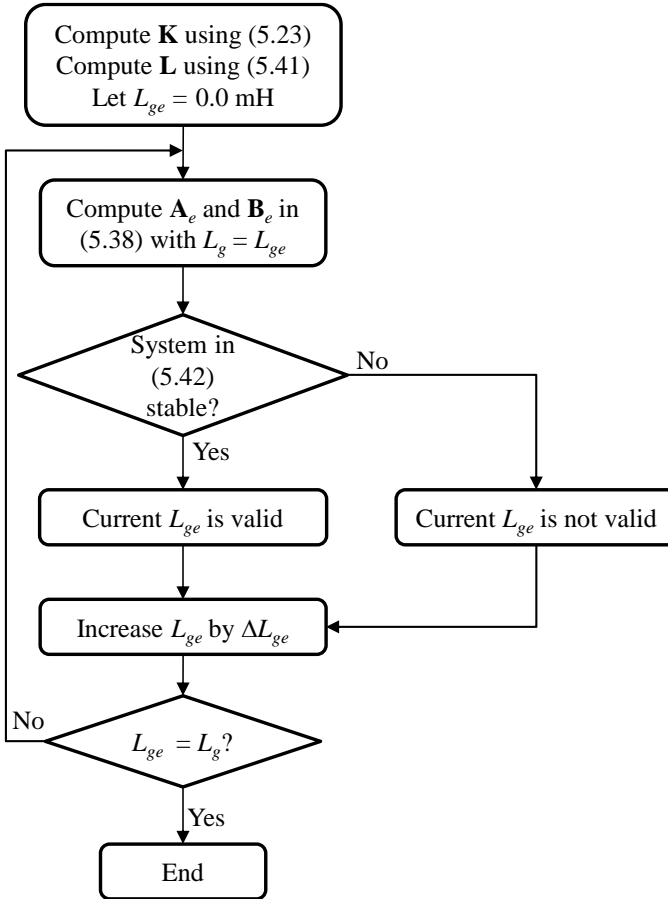 Compute K using (5.23)
Compute L using (5.41)
Let L_ge = 0.0 mH
Compute A_e and B_e in
(5.38) with L_g = L_ge
System in
(5.42)
stable?
No
Yes
Current L_ge is valid
Current L_ge is not valid
Increase L_ge by ΔL_ge
No
L_ge = L_g?
Yes
End